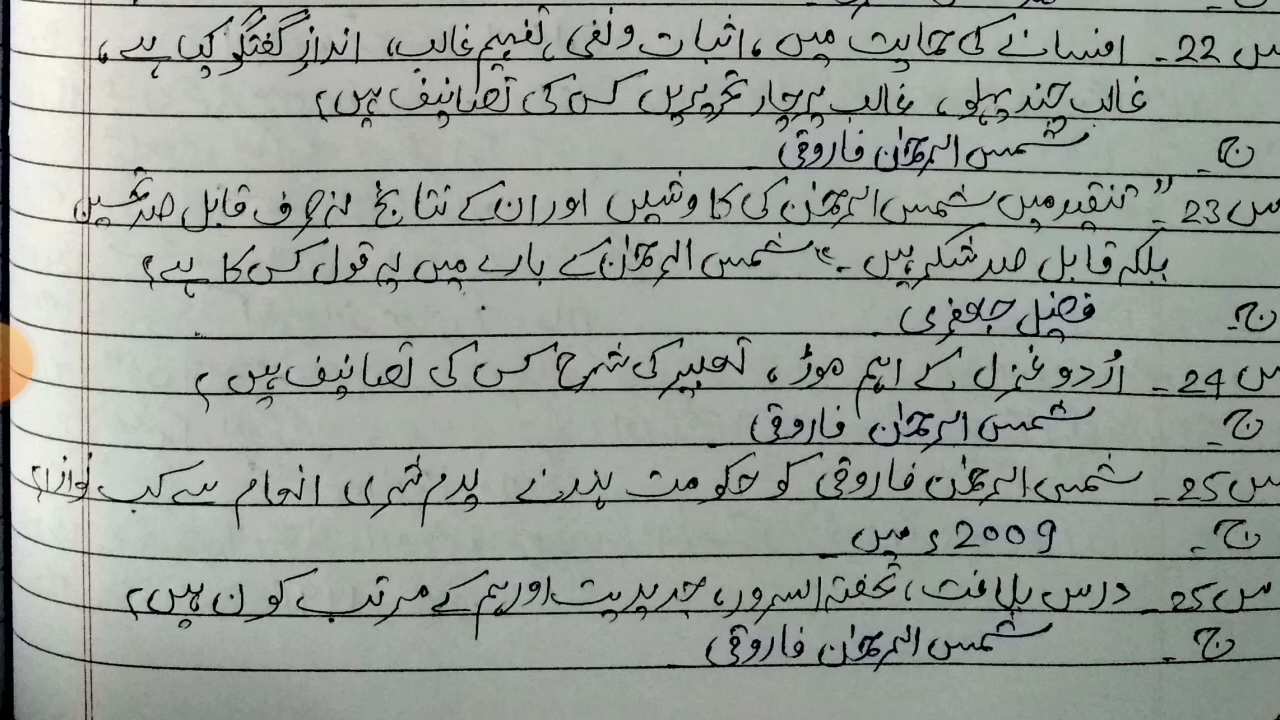 س 22۔ افسانے کی حمایت میں، اثبات و نفی، تفہیم غالب، اندازِ گفتگو کیا ہے،
غالب چند پہلو، غالب پر چار تحریریں کس کی تصانیف ہیں؟
ج۔ شمس الرحمٰن فاروقی
س 23۔ "تنقید میں شمس الرحمٰن کی کاوشیں اور ان کے نتائج نہ صرف قابل صد تحسین
بلکہ قابل صد شکر ہیں۔" شمس الرحمٰن کے بارے میں یہ قول کس کا ہے؟
ج۔ فضیل جعفری
س 24۔ اُردو غزل کے اہم موڑ، تعبیر کی شرح کس کی تصانیف ہیں؟
ج۔ شمس الرحمٰن فاروقی
س 25۔ شمس الرحمٰن فاروقی کو حکومت ہند نے پدم شری انعام سے کب نوازا؟
ج۔ 2009ء میں
س 25۔ درس بلاغت، تحفتہ السرور، جدیدیت اور ہم کے مرتب کون ہیں؟
ج۔ شمس الرحمٰن فاروقی